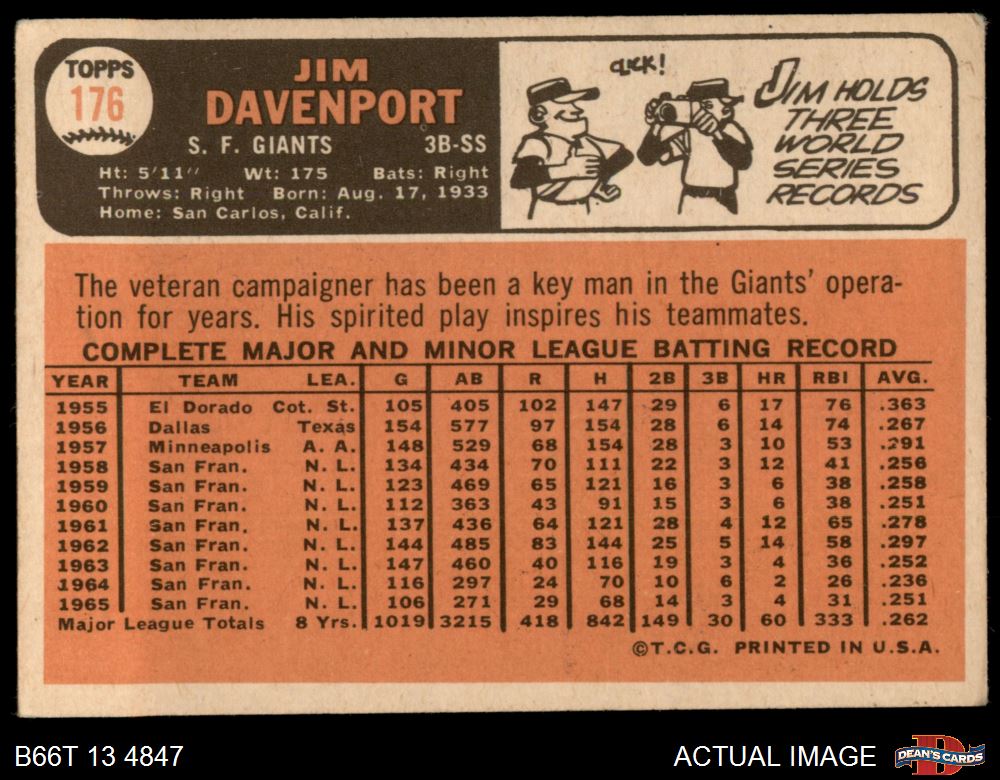 TOPPS
176
JIM
DAVENPORT
S. F. GIANTS 3B-SS
Ht: 5'11" Wt: 175 Bats: Right
Throws: Right Born: Aug. 17, 1933
Home: San Carlos, Calif.
CLICK!
JIM HOLDS
THREE
WORLD
SERIES
RECORDS
The veteran campaigner has been a key man in the Giants' opera-
tion for years. His spirited play inspires his teammates.
COMPLETE MAJOR AND MINOR LEAGUE BATTING RECORD
YEAR TEAM LEA. G AB R H 2B 3B HR RBI AVG.
1955 El Dorado Cot. St. 105 405 102 147 29 6 17 76 .363
1956 Dallas Texas 154 577 97 154 28 6 14 74 .267
1957 Minneapolis A. A. 148 529 68 154 28 3 10 53 .291
1958 San Fran. N. L. 134 434 70 111 22 3 12 41 .256
1959 San Fran. N. L. 123 469 65 121 16 3 6 38 .258
1960 San Fran. N. L. 112 363 43 91 15 3 6 38 .251
1961 San Fran. N. L. 137 436 64 121 28 4 12 65 .278
1962 San Fran. N. L. 144 485 83 144 25 5 14 58 .297
1963 San Fran. N. L. 147 460 40 116 19 3 4 36 .252
1964 San Fran. N. L. 116 297 24 70 10 6 2 26 .236
1965 San Fran. N. L. 106 271 29 68 14 3 4 31 .251
Major League Totals 8 Yrs. 1019 3215 418 842 149 30 60 333 .262
©T.C.G. PRINTED IN U.S.A.
B66T 13 4847
ACTUAL IMAGE
D
DEAN'S CARDS